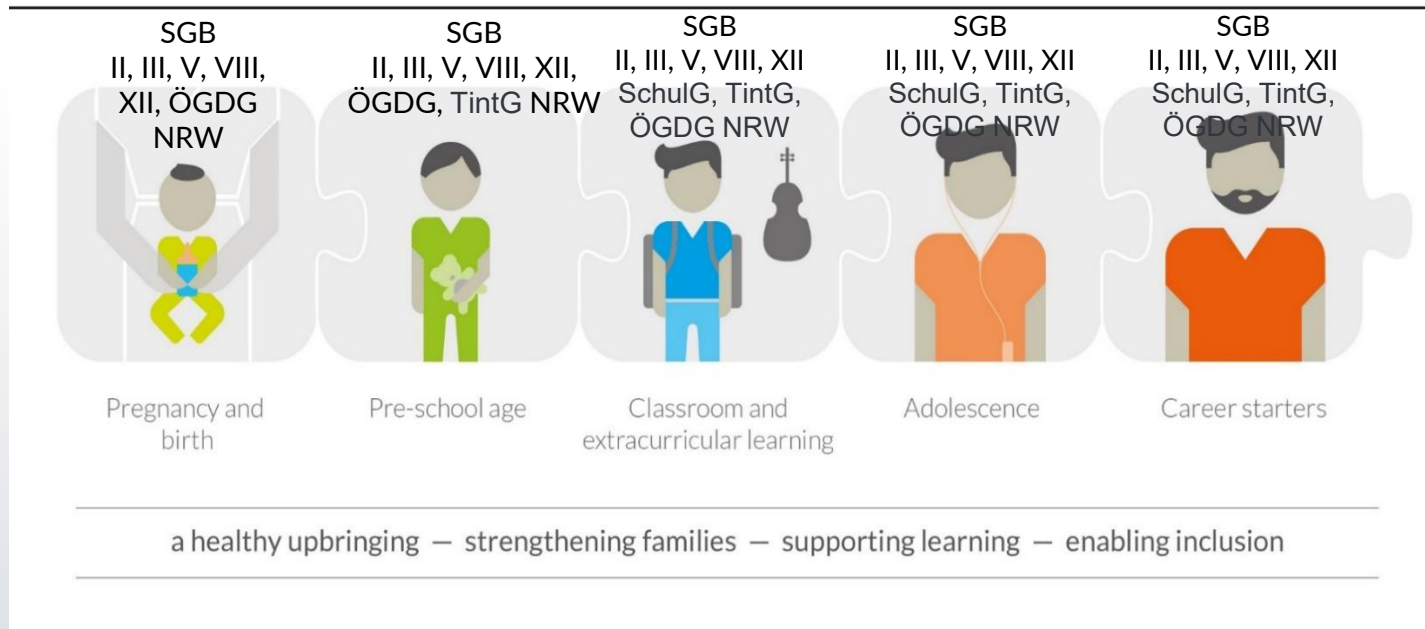 SGB
II, III, V, VIII,
XII, ÖGDG
NRW
SGB
II, III, V, VIII, XII,
ÖGDG, TintG NRW
SGB
II, III, V, VIII, XII
SchulG, TintG,
ÖGDG NRW
SGB
II, III, V, VIII, XII
SchulG, TintG,
ÖGDG NRW
SGB
II, III, V, VIII, XII
SchulG, TintG,
ÖGDG NRW
Pregnancy and
birth
Pre-school age
Classroom and
extracurricular learning
Adolescence
Career starters
a healthy upbringing – strengthening families – supporting learning – enabling inclusion